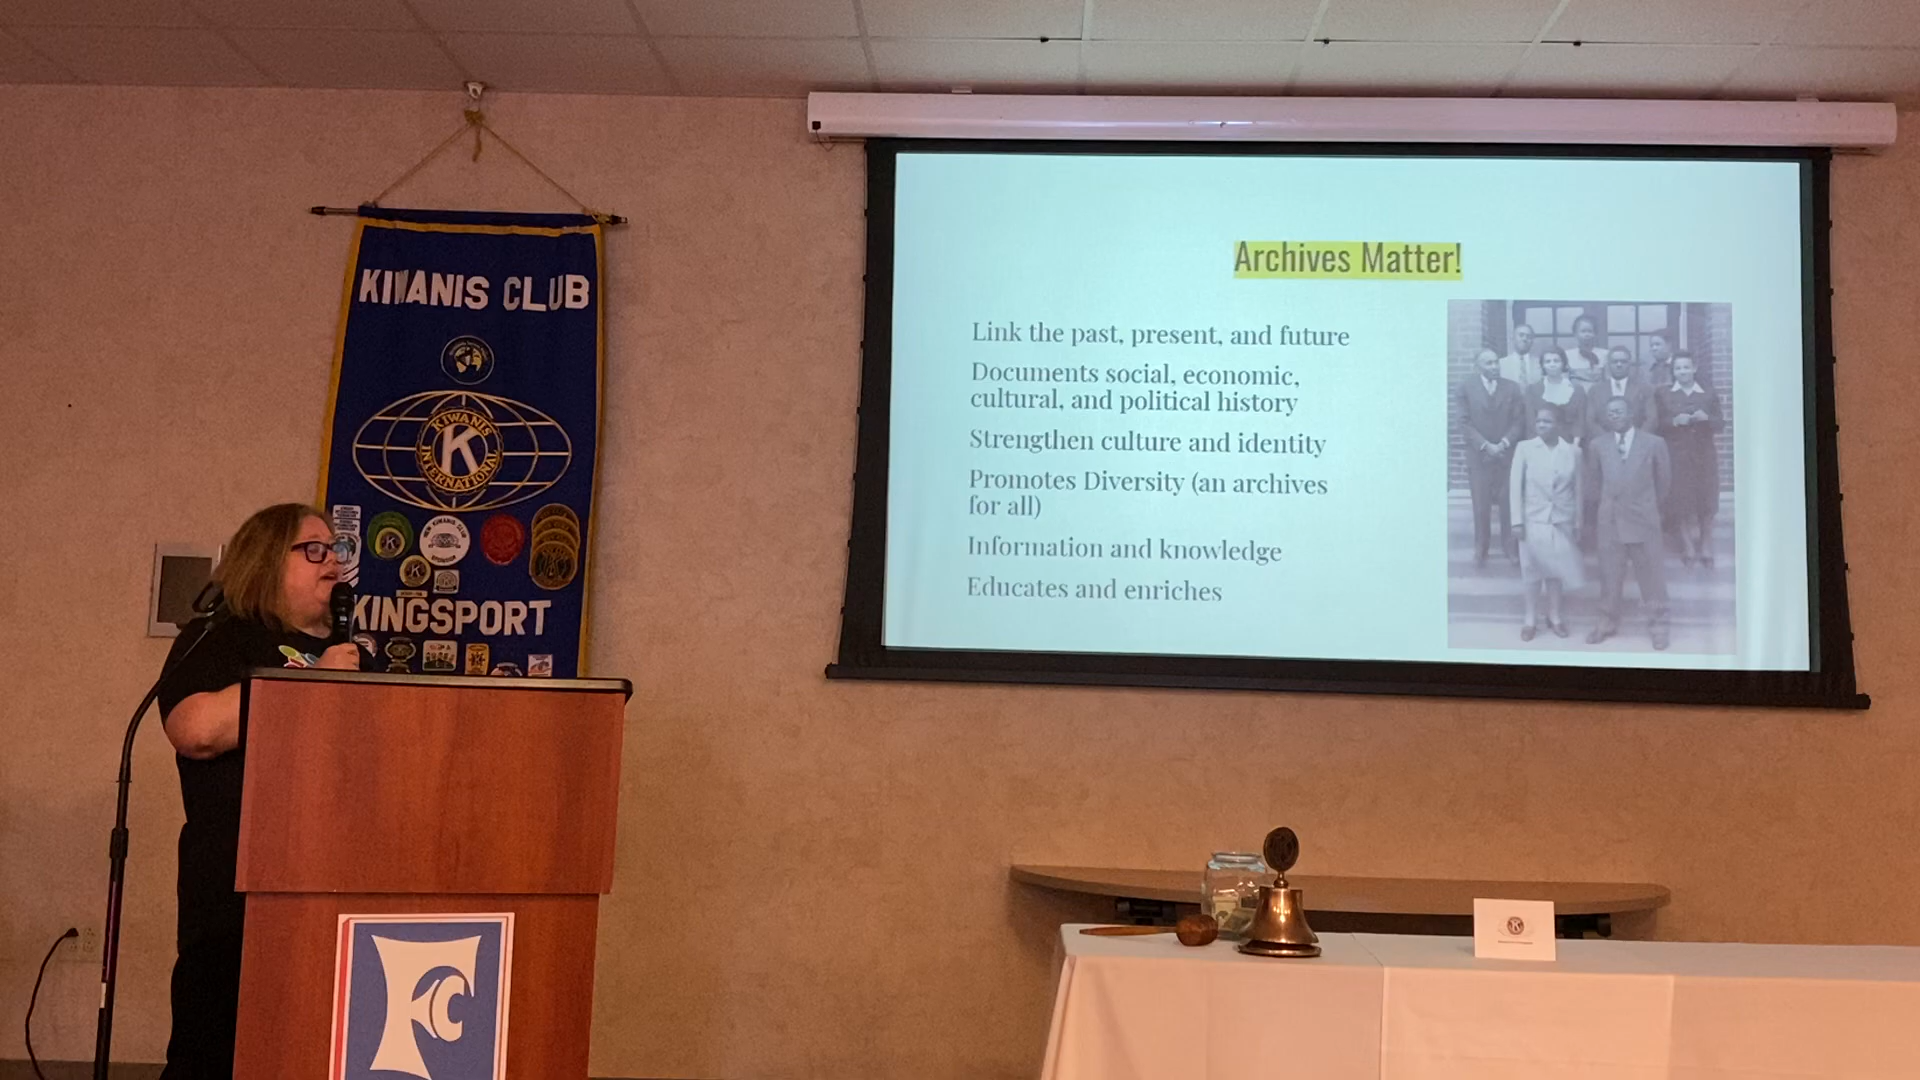 KIWANIS CLUB
KIWANIS
K
INTERNATIONAL
KINGSPORT
Archives Matter!
Link the past, present, and future
Documents social, economic,
cultural, and political history
Strengthen culture and identity
Promotes Diversity (an archives
for all)
Information and knowledge
Educates and enriches